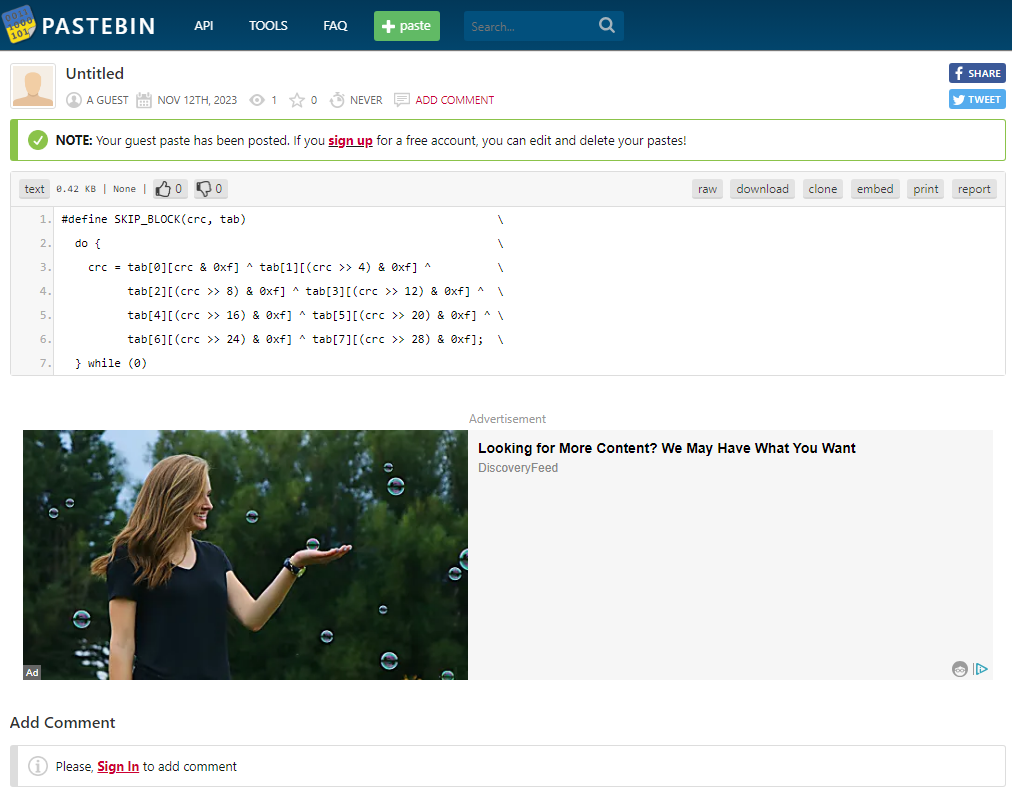 PASTEBIN API TOOLS FAQ paste Search...
Untitled
A GUEST NOV 12TH, 2023 1 0 NEVER ADD COMMENT
SHARE
TWEET
NOTE: Your guest paste has been posted. If you sign up for a free account, you can edit and delete your pastes!
text 0.42 KB | None | 0 0 raw download clone embed print report
1. #define SKIP_BLOCK(crc, tab) \
2. do { \
3. crc = tab[0][crc & 0xf] ^ tab[1][(crc >> 4) & 0xf] ^ \
4. tab[2][(crc >> 8) & 0xf] ^ tab[3][(crc >> 12) & 0xf] ^ \
5. tab[4][(crc >> 16) & 0xf] ^ tab[5][(crc >> 20) & 0xf] ^ \
6. tab[6][(crc >> 24) & 0xf] ^ tab[7][(crc >> 28) & 0xf]; \
7. } while (0)
Advertisement
Looking for More Content? We May Have What You Want
DiscoveryFeed
Ad
Add Comment
Please, Sign In to add comment